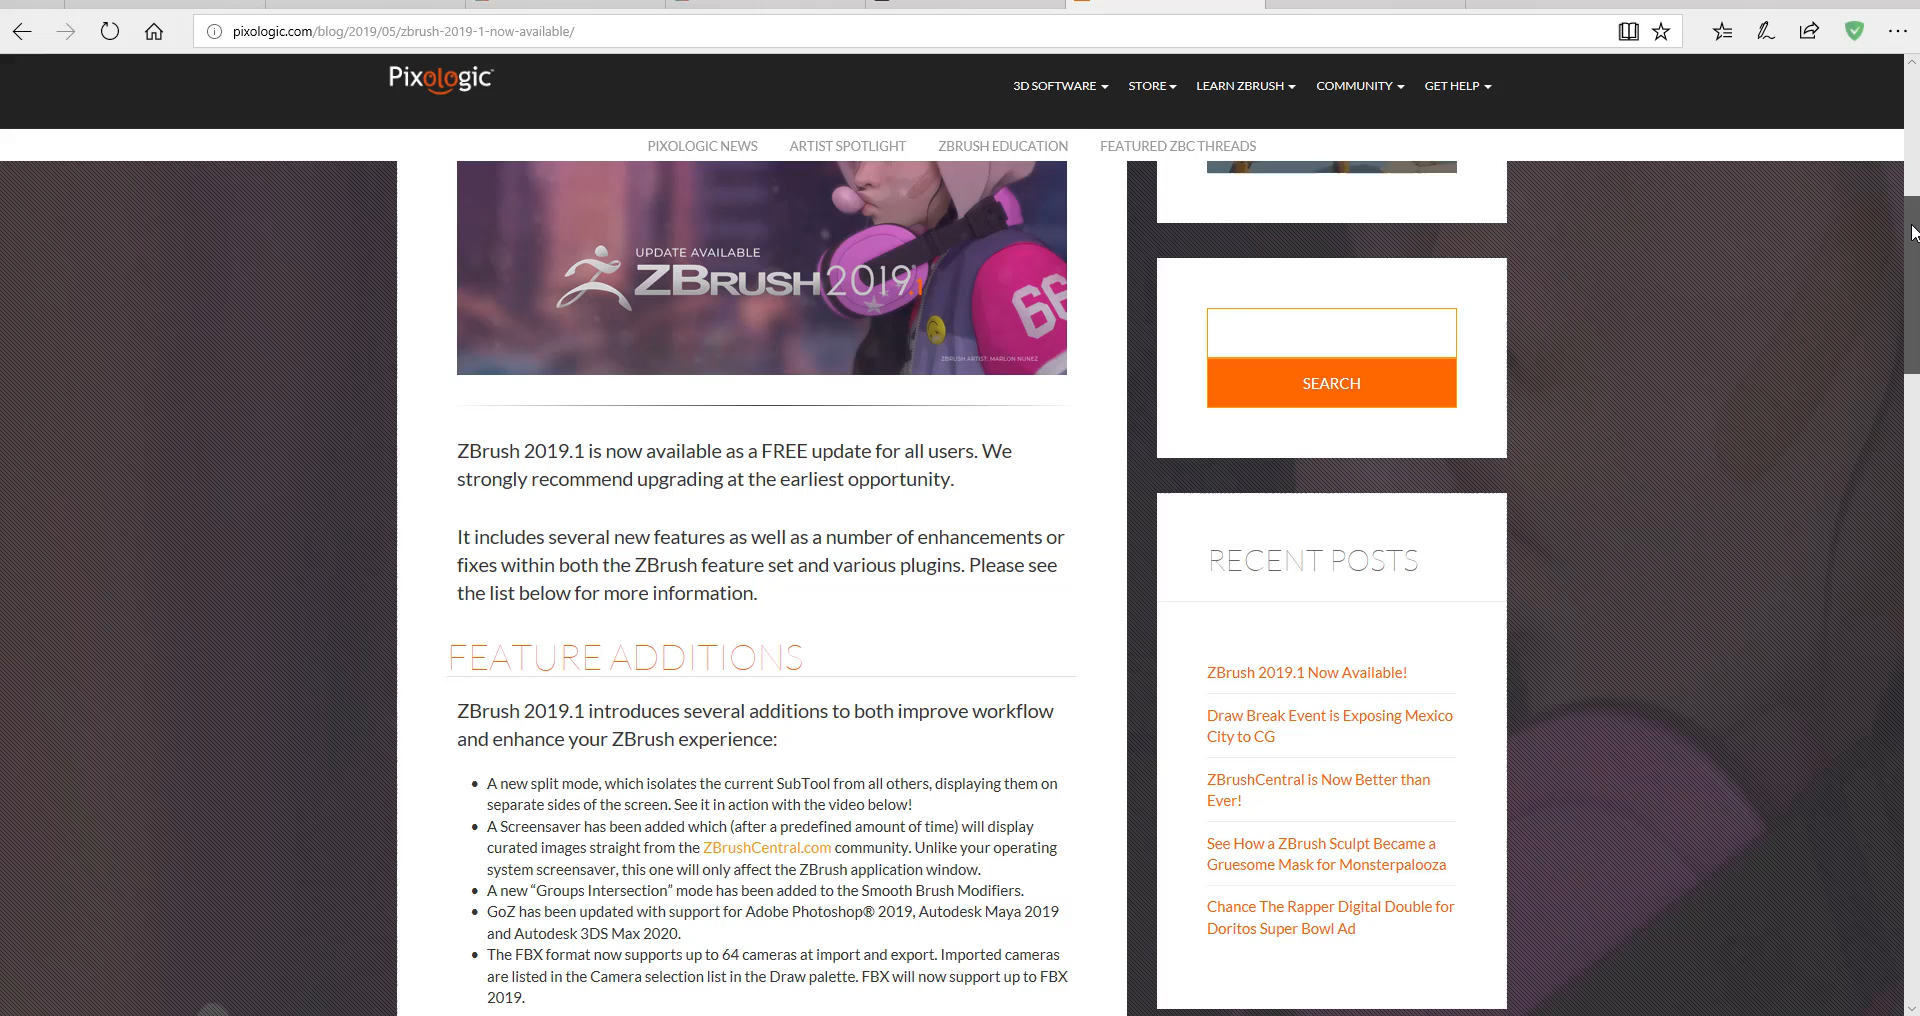 pixologic.com/blog/2019/05/zbrush-2019-1-now-available/
Pixologic
3D SOFTWARE
STORE
LEARN ZBRUSH
COMMUNITY
GET HELP
PIXOLOGIC NEWS
ARTIST SPOTLIGHT
ZBRUSH EDUCATION
FEATURED ZBC THREADS
UPDATE AVAILABLE
ZBRUSH 2019.1
66
ZBRUSH ARTIST: MARLON NUNEZ
ZBrush 2019.1 is now available as a FREE update for all users. We
strongly recommend upgrading at the earliest opportunity.
It includes several new features as well as a number of enhancements or
fixes within both the ZBrush feature set and various plugins. Please see
the list below for more information.
FEATURE ADDITIONS
ZBrush 2019.1 introduces several additions to both improve workflow
and enhance your ZBrush experience:
• A new split mode, which isolates the current SubTool from all others, displaying them on
separate sides of the screen. See it in action with the video below!
• A Screensaver has been added which (after a predefined amount of time) will display
curated images straight from the ZBrushCentral.com community. Unlike your operating
system screensaver, this one will only affect the ZBrush application window.
• A new “Groups Intersection” mode has been added to the Smooth Brush Modifiers.
• GoZ has been updated with support for Adobe Photoshop® 2019, Autodesk Maya 2019
and Autodesk 3DS Max 2020.
• The FBX format now supports up to 64 cameras at import and export. Imported cameras
are listed in the Camera selection list in the Draw palette. FBX will now support up to FBX
2019.
SEARCH
RECENT POSTS
ZBrush 2019.1 Now Available!
Draw Break Event is Exposing Mexico
City to CG
ZBrushCentral is Now Better than
Ever!
See How a ZBrush Sculpt Became a
Gruesome Mask for Monsterpalooza
Chance The Rapper Digital Double for
Doritos Super Bowl Ad